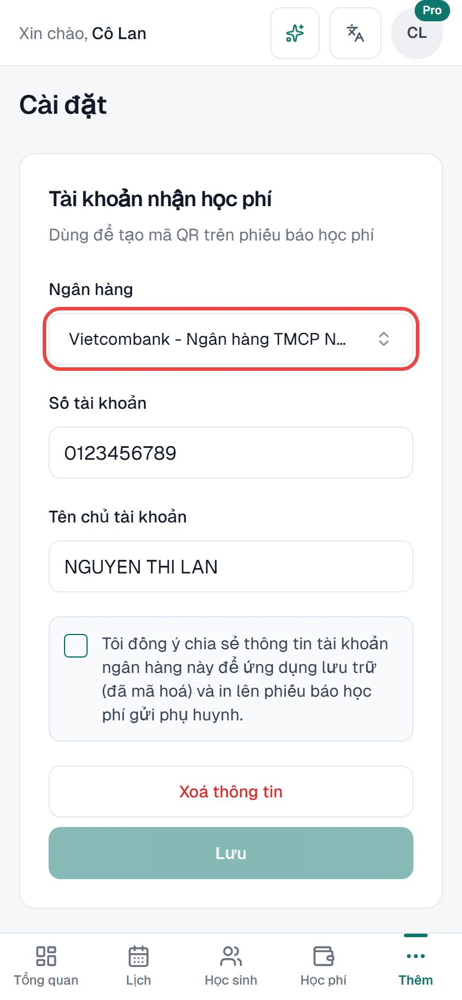 Pro
Xin chào, Cô Lan
CL
Cài đặt
Tài khoản nhận học phí
Dùng để tạo mã QR trên phiếu báo học phí
Ngân hàng
Vietcombank - Ngân hàng TMCP N...
Số tài khoản
0123456789
Tên chủ tài khoản
NGUYEN THI LAN
Tôi đồng ý chia sẻ thông tin tài khoản
ngân hàng này để ứng dụng lưu trữ
(đã mã hoá) và in lên phiếu báo học
phí gửi phụ huynh.
Xoá thông tin
Lưu
Tổng quan
Lịch
Học sinh
Học phí
Thêm